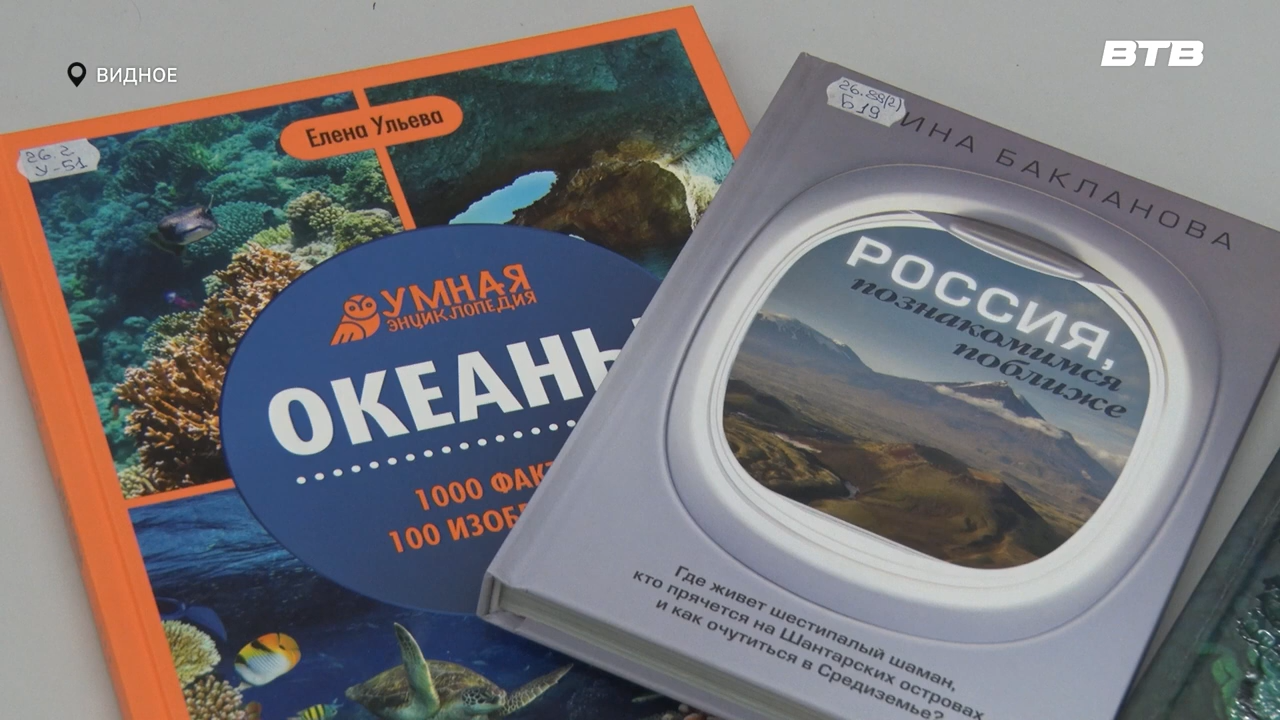 ВИДНОЕ
ВТВ
26.2
У-51
Елена Ульева
УМНАЯ
ЭНЦИКЛОПЕДИЯ
ОКЕАНЫ
1000 ФАКТ
100 ИЗОБР
26.89(2)
Б19
ИНА БАКЛАНОВА
РОССИЯ,
познакомимся
поближе
Где живет шестипалый шаман,
кто прячется на Шантарских островах
и как очутиться в Средиземье?